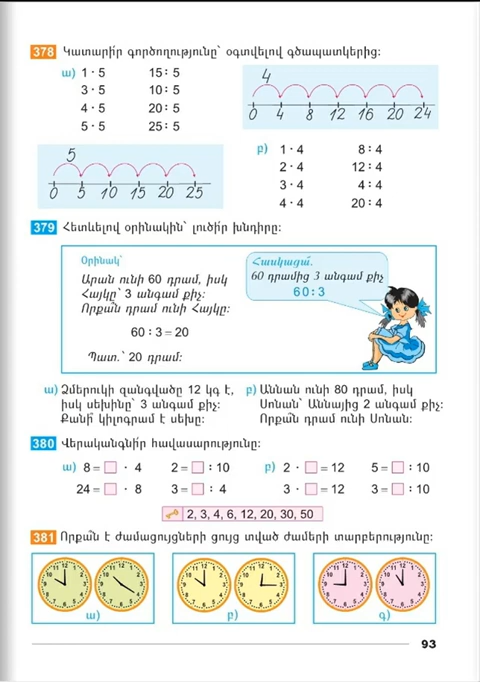 378 Կատարի՛ր գործողությունը՝ օգտվելով գծապատկերից:
ա) 1 · 5 15 : 5
3 · 5 10 : 5
4 · 5 20 : 5
5 · 5 25 : 5
4
0 4 8 12 16 20 24
5
0 5 10 15 20 25
բ) 1 · 4 8 : 4
2 · 4 12 : 4
3 · 4 4 : 4
4 · 4 20 : 4
379 Հետևելով օրինակին՝ լուծի՛ր խնդիրը:
Օրինակ՝
Արան ունի 60 դրամ, իսկ
Հայկը՝ 3 անգամ քիչ:
Որքա՞ն դրամ ունի Հայկը:
60 : 3 = 20
Պատ.՝ 20 դրամ:
Հասկացա՛.
60 դրամից 3 անգամ քիչ
60 : 3
ա) Ձմերուկի զանգվածը 12 կգ է,
իսկ սեխինը՝ 3 անգամ քիչ:
Քանի՞ կիլոգրամ է սեխը:
բ) Աննան ունի 80 դրամ, իսկ
Սոնան՝ Աննայից 2 անգամ քիչ:
Որքա՞ն դրամ ունի Սոնան:
380 Վերականգնի՛ր հավասարությունը:
ա) 8 = · 4 2 = : 10 բ) 2 · = 12 5 = : 10
24 = · 8 3 = : 4 3 · = 12 3 = : 10
2, 3, 4, 6, 12, 20, 30, 50
381 Որքա՞ն է ժամացույցների ցույց տված ժամերի տարբերությունը:
ա) բ) գ)
93